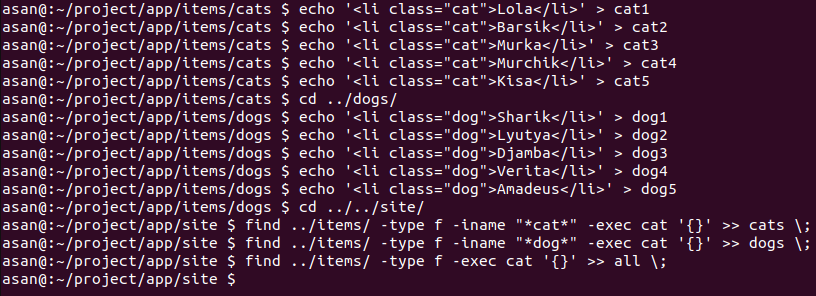 asan@:~/project/app/items/cats $ echo '<li class="cat">Lola</li>' > cat1
asan@:~/project/app/items/cats $ echo '<li class="cat">Barsik</li>' > cat2
asan@:~/project/app/items/cats $ echo '<li class="cat">Murka</li>' > cat3
asan@:~/project/app/items/cats $ echo '<li class="cat">Murchik</li>' > cat4
asan@:~/project/app/items/cats $ echo '<li class="cat">Kisa</li>' > cat5
asan@:~/project/app/items/cats $ cd ../dogs/
asan@:~/project/app/items/dogs $ echo '<li class="dog">Sharik</li>' > dog1
asan@:~/project/app/items/dogs $ echo '<li class="dog">Lyutya</li>' > dog2
asan@:~/project/app/items/dogs $ echo '<li class="dog">Djamba</li>' > dog3
asan@:~/project/app/items/dogs $ echo '<li class="dog">Verita</li>' > dog4
asan@:~/project/app/items/dogs $ echo '<li class="dog">Amadeus</li>' > dog5
asan@:~/project/app/items/dogs $ cd ../../site/
asan@:~/project/app/site $ find ../items/ -type f -iname "*cat*" -exec cat '{}' >> cats \;
asan@:~/project/app/site $ find ../items/ -type f -iname "*dog*" -exec cat '{}' >> dogs \;
asan@:~/project/app/site $ find ../items/ -type f -exec cat '{}' >> all \;
asan@:~/project/app/site $